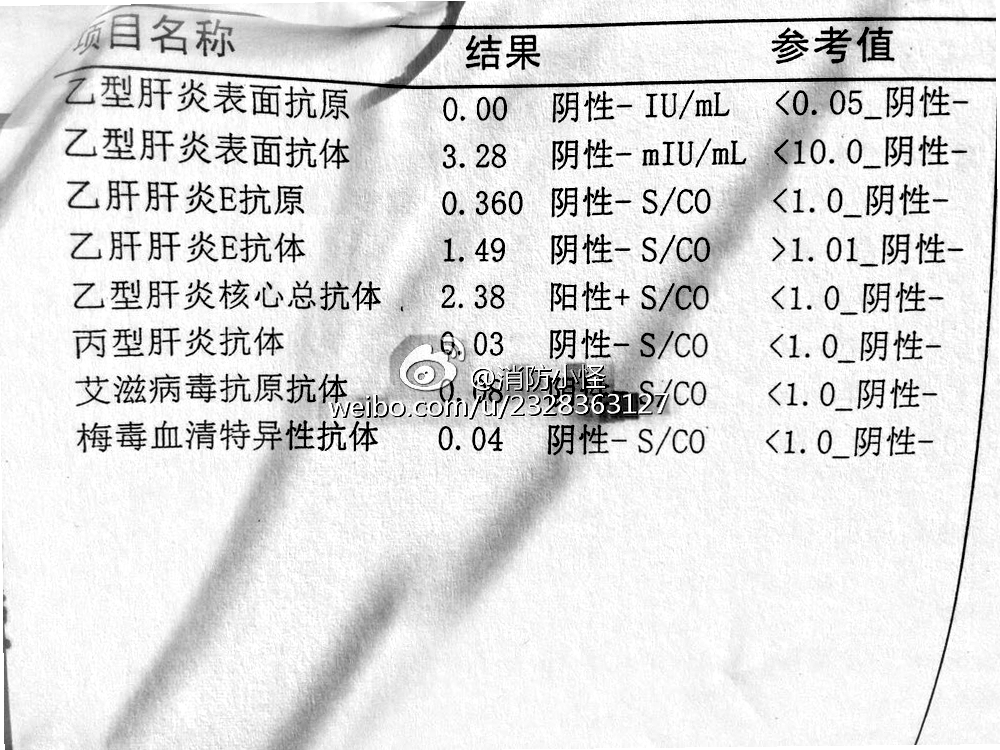 项目名称 结果 参考值
乙型肝炎表面抗原 0.00 阴性- IU/mL <0.05_阴性-
乙型肝炎表面抗体 3.28 阴性- mIU/mL <10.0_阴性-
乙肝肝炎E抗原 0.360 阴性- S/CO <1.0_阴性-
乙肝肝炎E抗体 1.49 阴性- S/CO >1.01_阴性-
乙型肝炎核心总抗体 2.38 阳性+ S/CO <1.0_阴性-
丙型肝炎抗体 0.03 阴性- S/CO <1.0_阴性-
艾滋病毒抗原抗体 0.08 阴性- S/CO <1.0_阴性-
@消防小怪
weibo.com/u/2328363127
梅毒血清特异性抗体 0.04 阴性- S/CO <1.0_阴性-